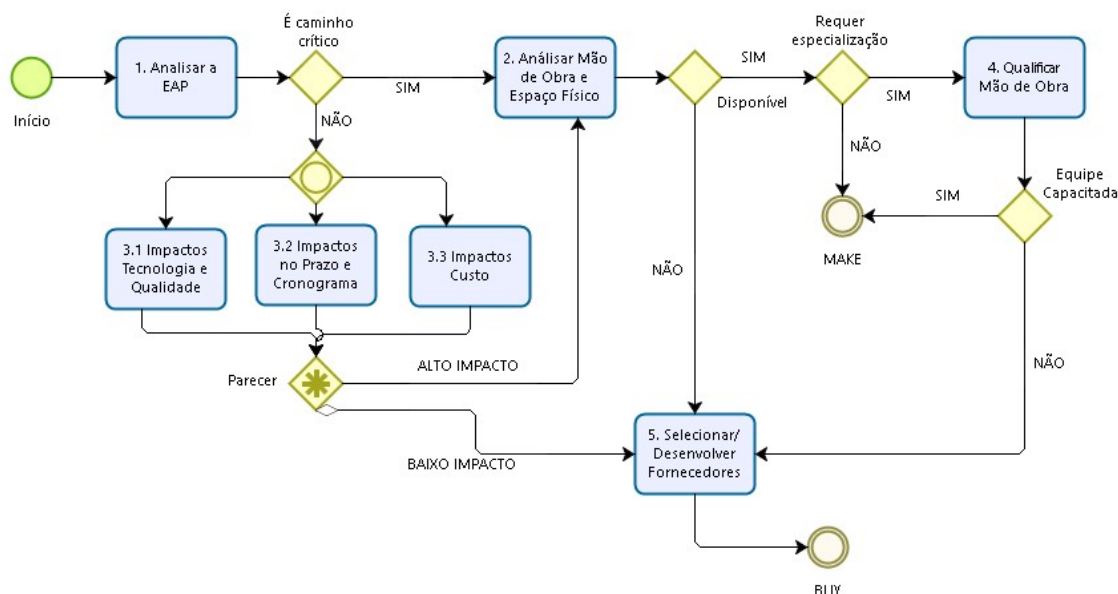 É caminho
crítico
Requer
especialização
1. Analisar a
EAP
2. Análisar Mão
de Obra e
Espaço Físico
SIM
SIM
Disponível
SIM
4. Qualificar
Mão de Obra
Início
NÃO
NÃO
Equipe
Capacitada
SIM
MAKE
3.1 Impactos
Tecnologia e
Qualidade
3.2 Impactos
no Prazo e
Cronograma
3.3 Impactos
Custo
NÃO
NÃO
Parecer
ALTO IMPACTO
BAIXO IMPACTO
5. Selecionar/
Desenvolver
Fornecedores
BUY